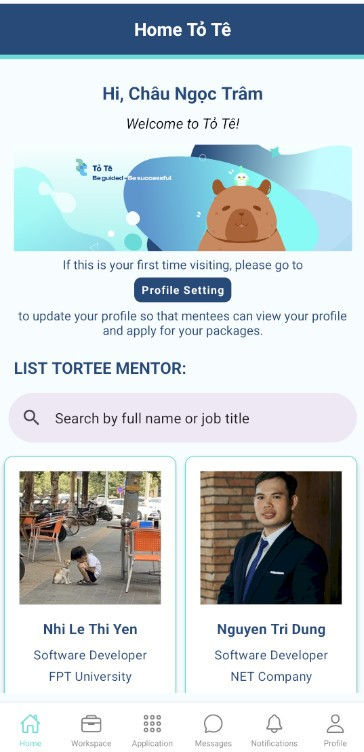 Home Tỏ Tê
Hi, Châu Ngọc Trâm
Welcome to Tỏ Tê!
Tỏ Tê
Be guided - Be successful
If this is your first time visiting, please go to
Profile Setting
to update your profile so that mentees can view your profile
and apply for your packages.
LIST TORTEE MENTOR:
Search by full name or job title
Nhi Le Thi Yen
Software Developer
FPT University
Nguyen Tri Dung
Software Developer
NET Company
Home
Workspace
Application
Messages
Notifications
Profile